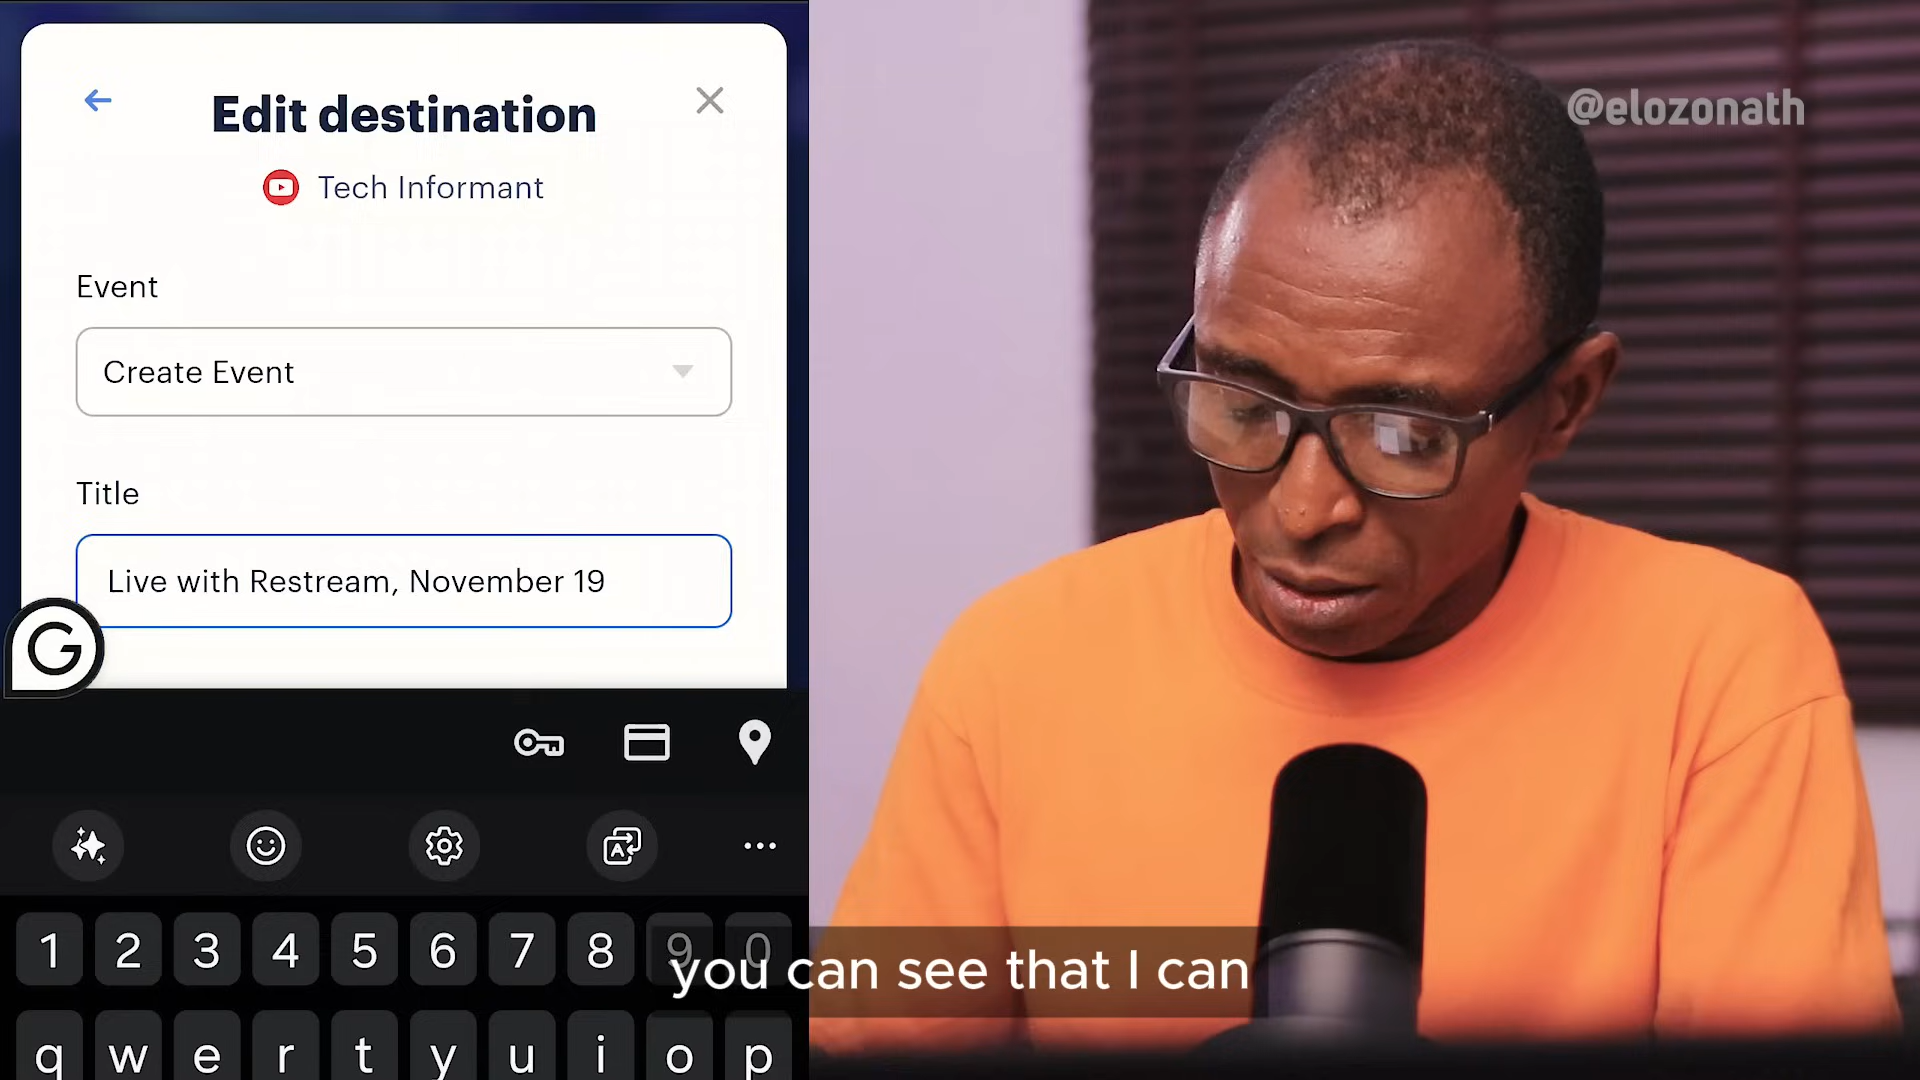 Edit destination
Tech Informant
Event
Create Event
Title
Live with Restream, November 19
G
1 2 3 4 5 6 7 8 9 0
q w e r t y u i o p
@elozonath
you can see that I can